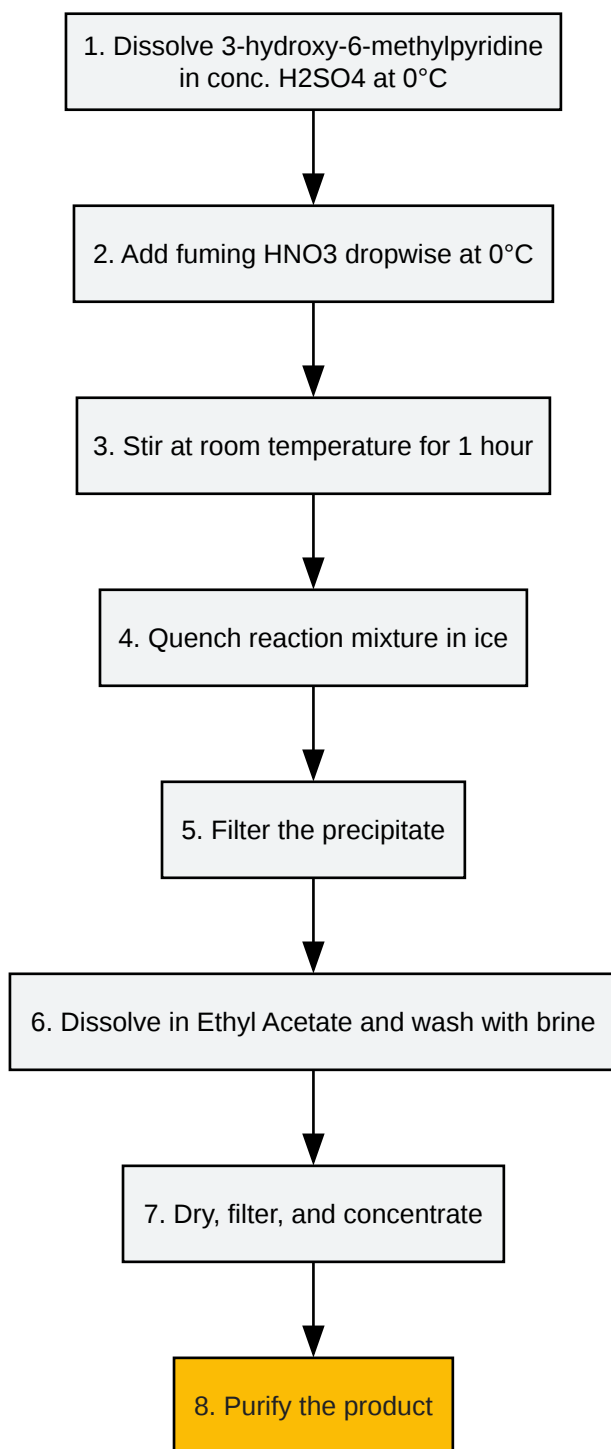 1. Dissolve 3-hydroxy-6-methylpyridine
in conc. H2SO4 at 0°C
2. Add fuming HNO3 dropwise at 0°C
3. Stir at room temperature for 1 hour
4. Quench reaction mixture in ice
5. Filter the precipitate
6. Dissolve in Ethyl Acetate and wash with brine
7. Dry, filter, and concentrate
8. Purify the product